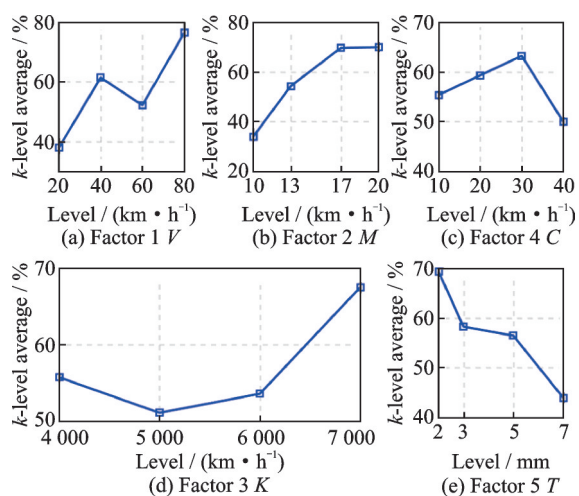 k-level average / %
80
60
40
20 40 60 80
Level / (km • h⁻¹)
(a) Factor 1 V
k-level average / %
80
60
40
20
10 13 17 20
Level / (km • h⁻¹)
(b) Factor 2 M
k-level average / %
70
60
50
40
10 20 30 40
Level / (km • h⁻¹)
(c) Factor 4 C
k-level average / %
70
60
50
4 000 5 000 6 000 7 000
Level / (km • h⁻¹)
(d) Factor 3 K
k-level average / %
70
60
50
40
2 3 5 7
Level / mm
(e) Factor 5 T